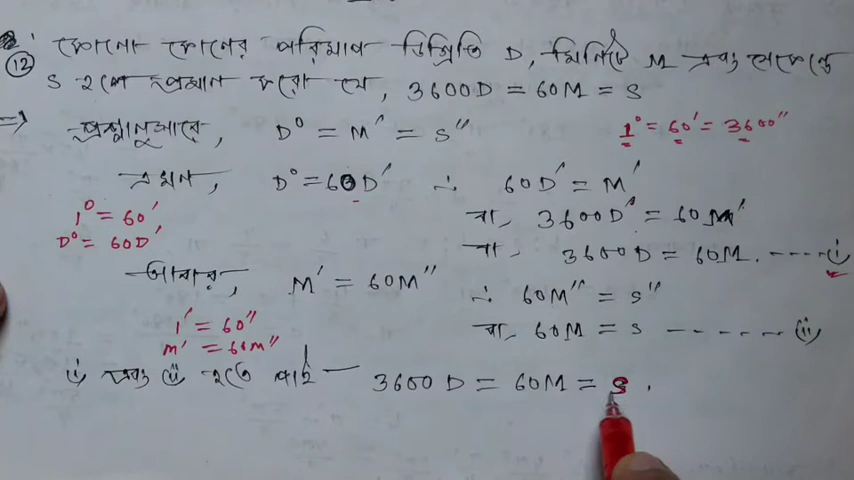 (12) কোনো কোনের পরিমাপ ডিগ্রিতে D, মিনিটে M এবং সেকেন্ডে
S হলে প্রমান করো যে, 3600D = 60M = S
⇒ প্রশ্নানুসারে, D° = M' = S" 1° = 60' = 3600"
এখন, D° = 60D' ∴ 60D' = M'
1° = 60' বা, 3600D' = 60M'
D° = 60D' বা, 3600D = 60M. -----(i)
আবার, M' = 60M" ∴ 60M" = S"
1' = 60" বা, 60M = S ------(ii)
M' = 60M"
(i) এবং (ii) হতে পাই — 3600D = 60M = S.